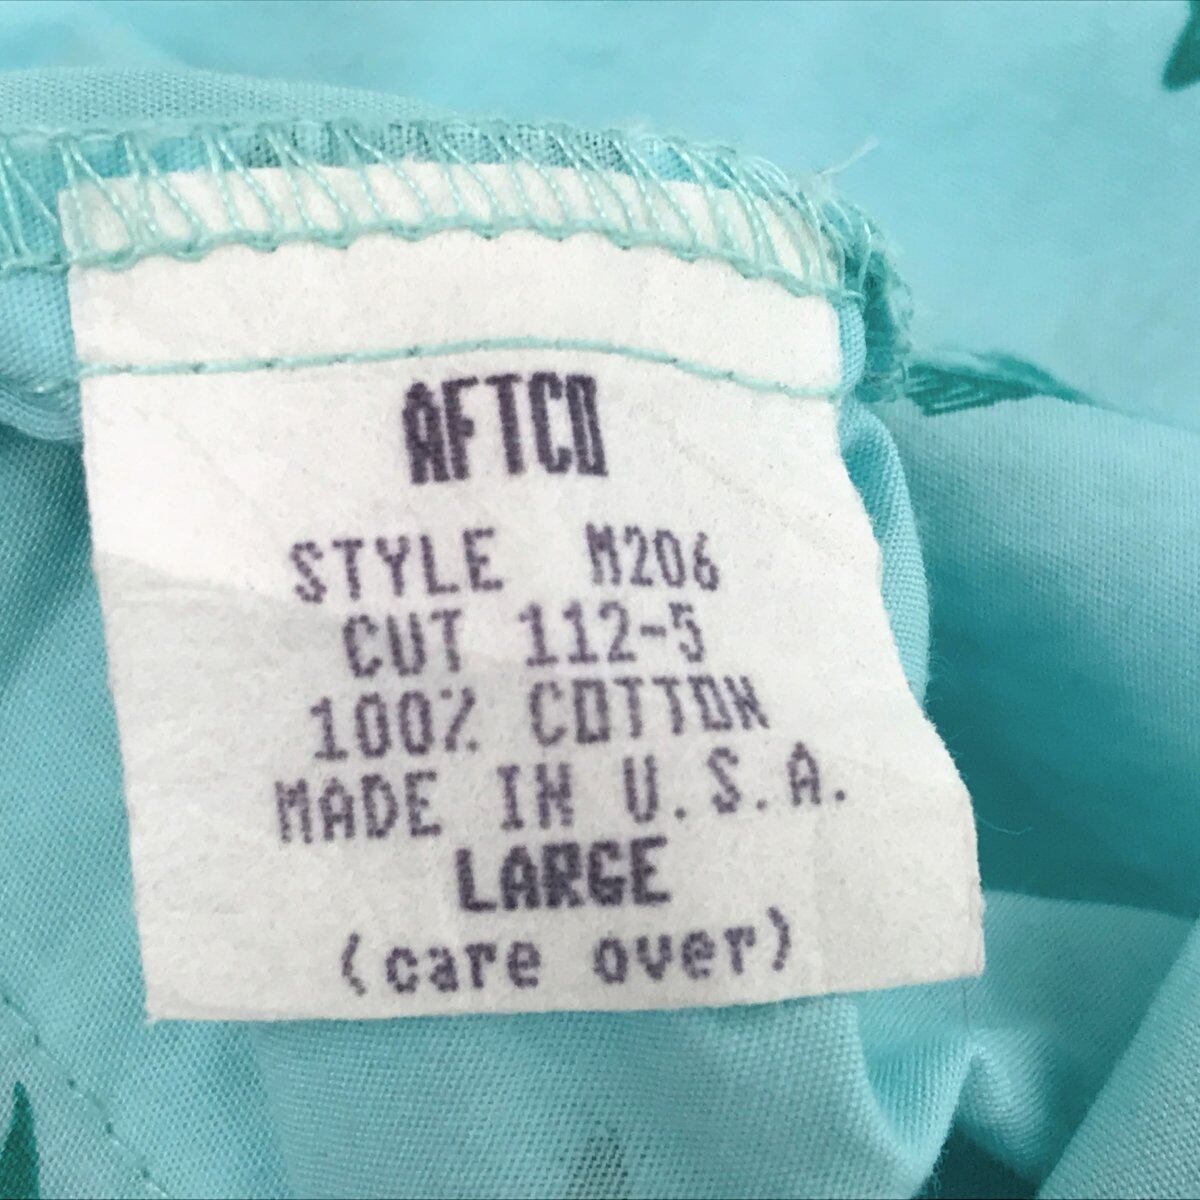 AFTCO
STYLE M206
CUT 112-5
100% COTTON
MADE IN U.S.A.
LARGE
(care over)